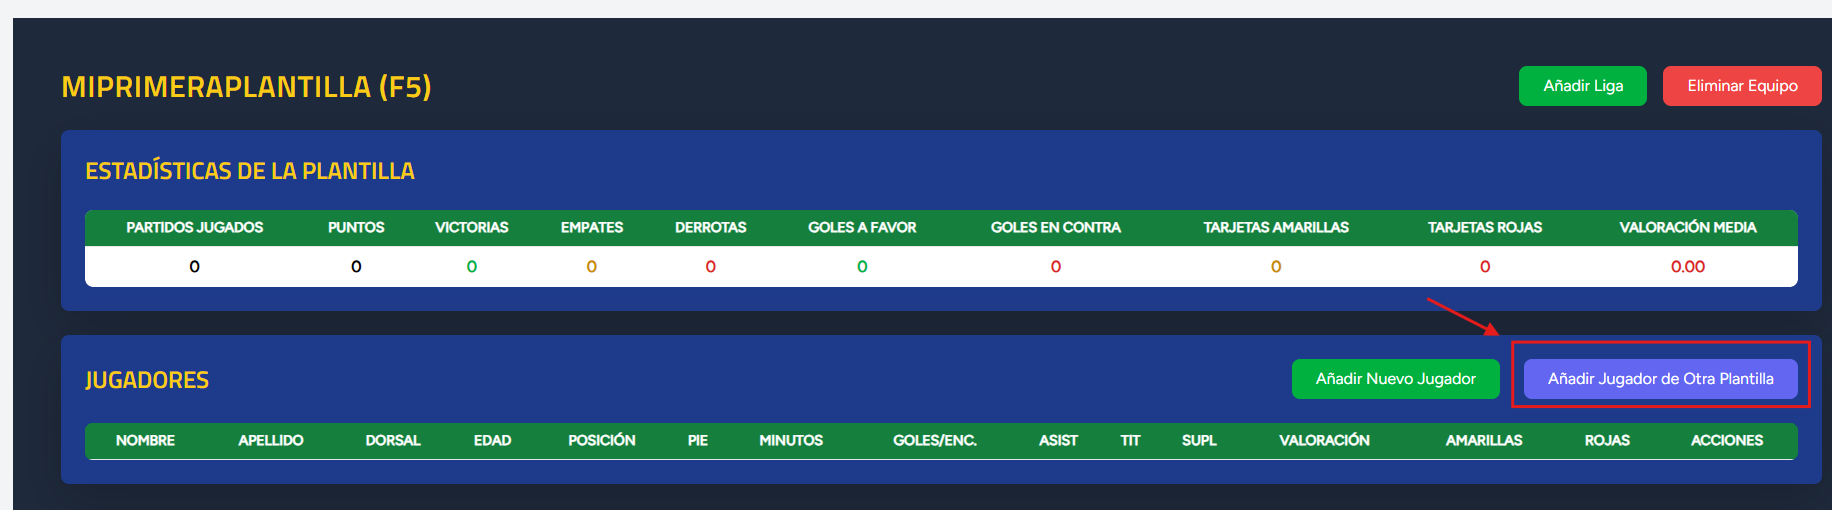 MIPRIMERAPLANTILLA (F5)
Añadir Liga
Eliminar Equipo
ESTADÍSTICAS DE LA PLANTILLA
PARTIDOS JUGADOS PUNTOS VICTORIAS EMPATES DERROTAS GOLES A FAVOR GOLES EN CONTRA TARJETAS AMARILLAS TARJETAS ROJAS VALORACIÓN MEDIA
0 0 0 0 0 0 0 0 0 0.00
JUGADORES
Añadir Nuevo Jugador
Añadir Jugador de Otra Plantilla
NOMBRE APELLIDO DORSAL EDAD POSICIÓN PIE MINUTOS GOLES/ENC. ASIST TIT SUPL VALORACIÓN AMARILLAS ROJAS ACCIONES